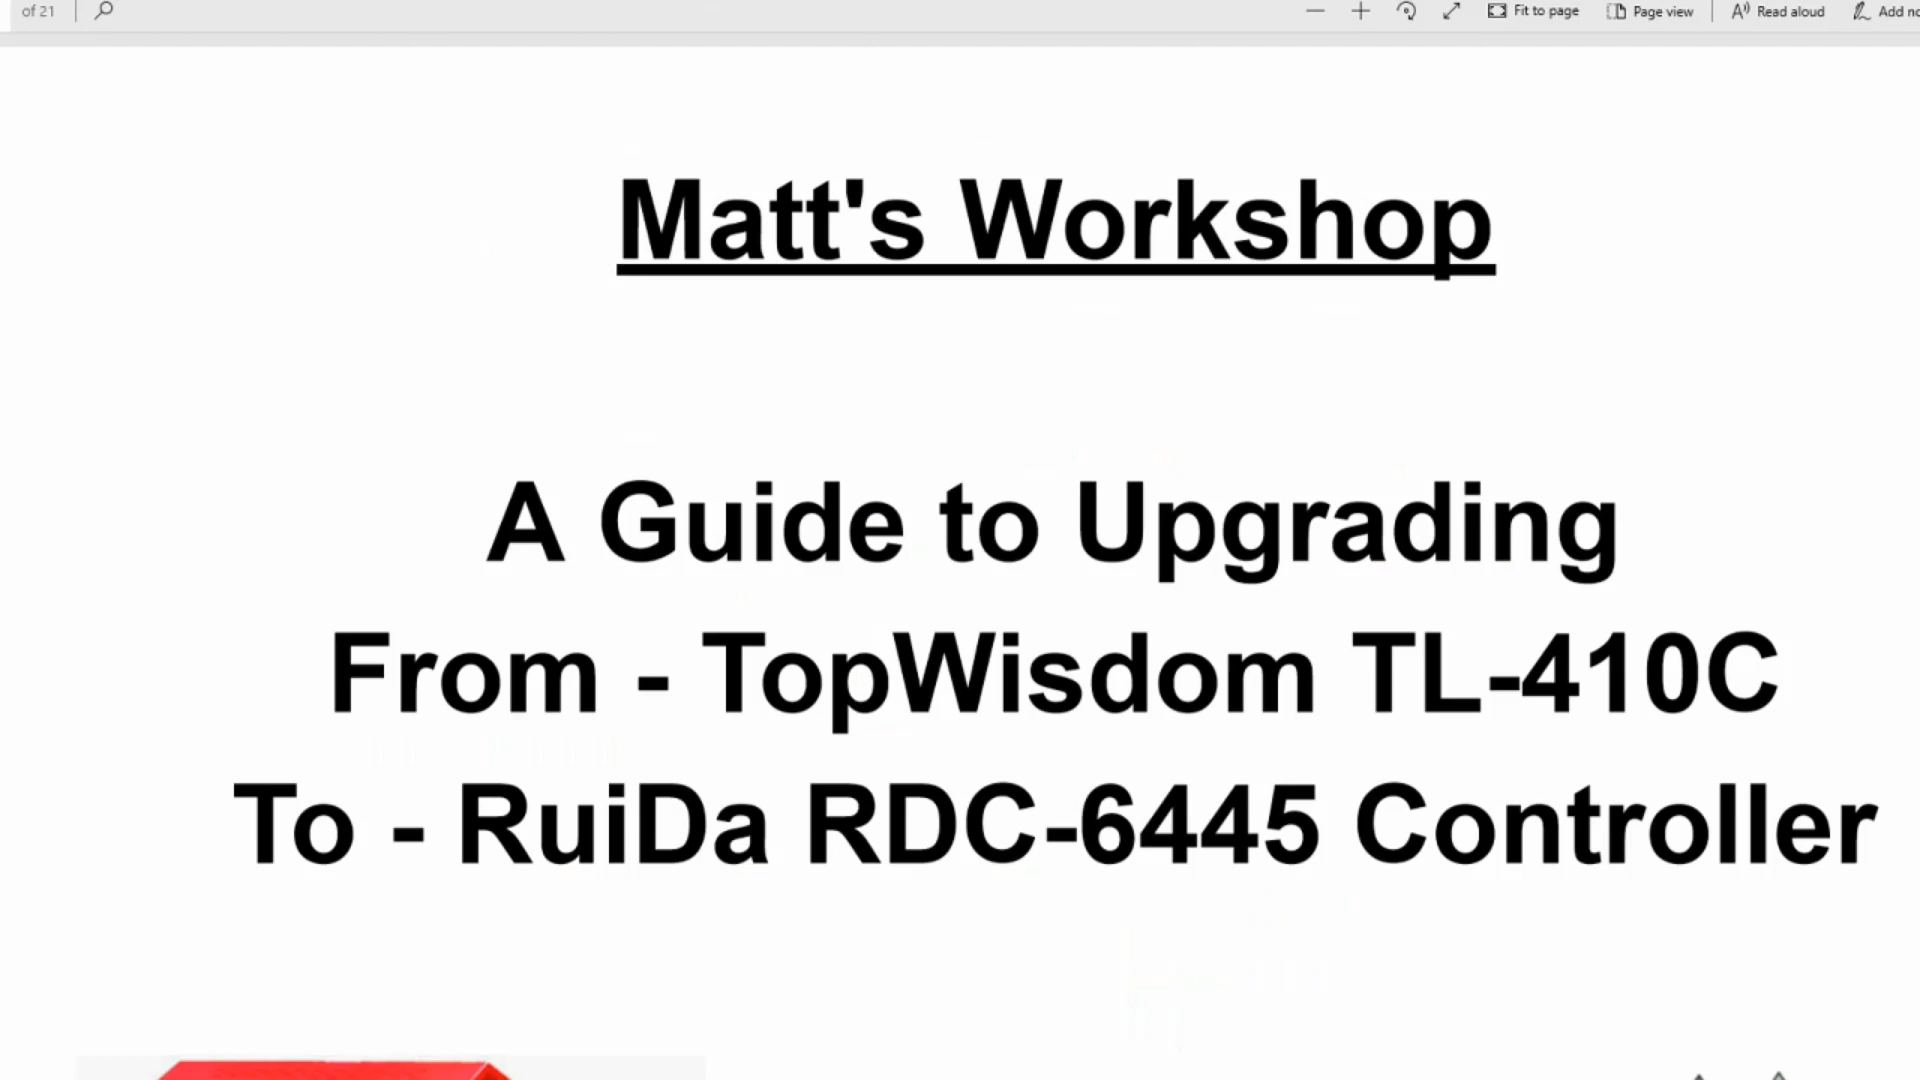 of 21 Fit to page Page view Read aloud Add
Matt's Workshop
A Guide to Upgrading
From - TopWisdom TL-410C
To - RuiDa RDC-6445 Controller